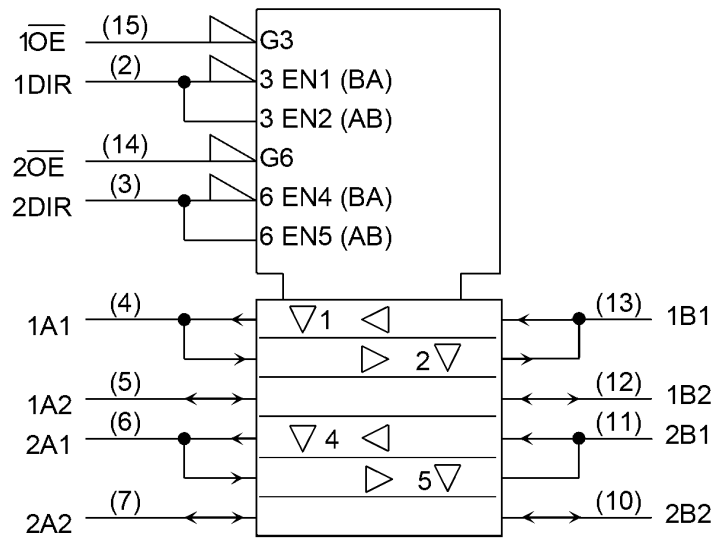 1OE (15) G3
1DIR (2) 3 EN1 (BA)
3 EN2 (AB)
2OE (14) G6
2DIR (3) 6 EN4 (BA)
6 EN5 (AB)
1A1 (4) 1 (13) 1B1
2
1A2 (5) (12) 1B2
2A1 (6) 4 (11) 2B1
5
2A2 (7) (10) 2B2